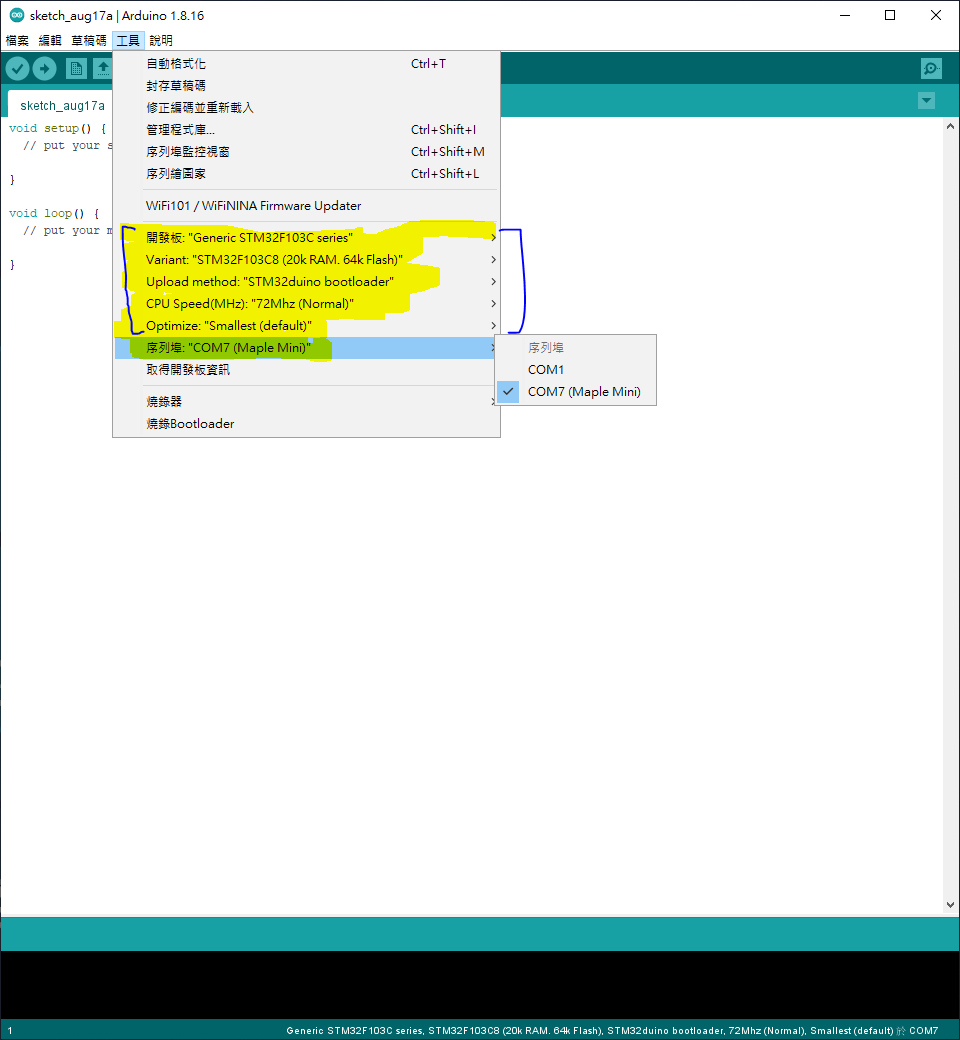 sketch_aug17a | Arduino 1.8.16
檔案 編輯 草稿碼 工具 說明
自動格式化 Ctrl+T
封存草稿碼
修正編碼並重新載入
管理程式庫... Ctrl+Shift+I
序列埠監控視窗 Ctrl+Shift+M
序列繪圖家 Ctrl+Shift+L
WiFi101 / WiFiNINA Firmware Updater
開發板: "Generic STM32F103C series"
Variant: "STM32F103C8 (20k RAM. 64k Flash)"
Upload method: "STM32duino bootloader"
CPU Speed(MHz): "72Mhz (Normal)"
Optimize: "Smallest (default)"
序列埠: "COM7 (Maple Mini)"
取得開發板資訊
燒錄器
燒錄Bootloader
序列埠
COM1
COM7 (Maple Mini)
sketch_aug17a
void setup() {
// put your s
}
void loop() {
// put your m
}
1 Generic STM32F103C series, STM32F103C8 (20k RAM. 64k Flash), STM32duino bootloader, 72Mhz (Normal), Smallest (default) 於 COM7